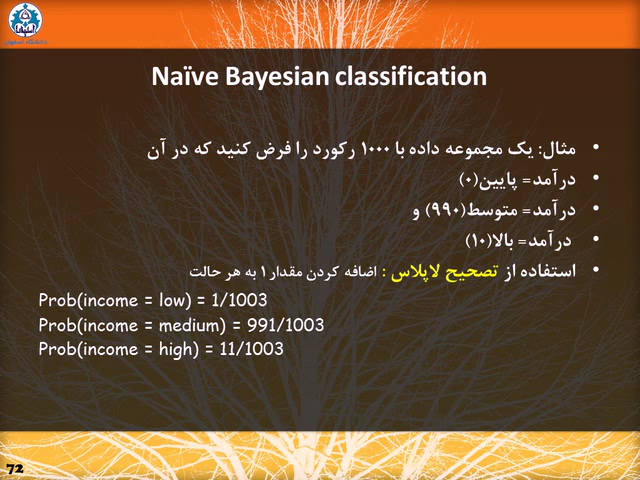 دانشگاه اصفهان
Naïve Bayesian classification
• مثال: یک مجموعه داده با ۱۰۰۰ رکورد را فرض کنید که در آن
• درآمد= پایین(۰)
• درآمد= متوسط(۹۹۰) و
• درآمد= بالا(۱۰)
• استفاده از تصحیح لاپلاس : اضافه کردن مقدار ۱ به هر حالت
Prob(income = low) = 1/1003
Prob(income = medium) = 991/1003
Prob(income = high) = 11/1003
72